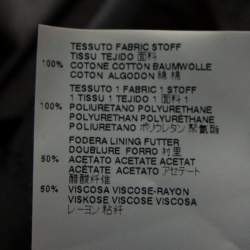 TESSUTO FABRIC STOFF
TISSU TEJIDO 面料
100% COTONE COTTON BAUMWOLLE
COTON ALGODON 綿 棉
TESSUTO 1 FABRIC 1 STOFF
1 TISSU 1 TEJIDO 1 面料 1
100% POLIURETANO POLYURETHANE
POLYURETHAN POLYURETHANE
POLIURETANO ポリウレタン 聚氨酯
FODERA LINING FUTTER
DOUBLURE FORRO 衬里
50% ACETATO ACETATE ACETAT
ACÉTATE ACETATO アセテート
醋酸纤维
50% VISCOSA VISCOSE-RAYON
VISKOSE VISCOSE VISCOSA
レーヨン 粘纤